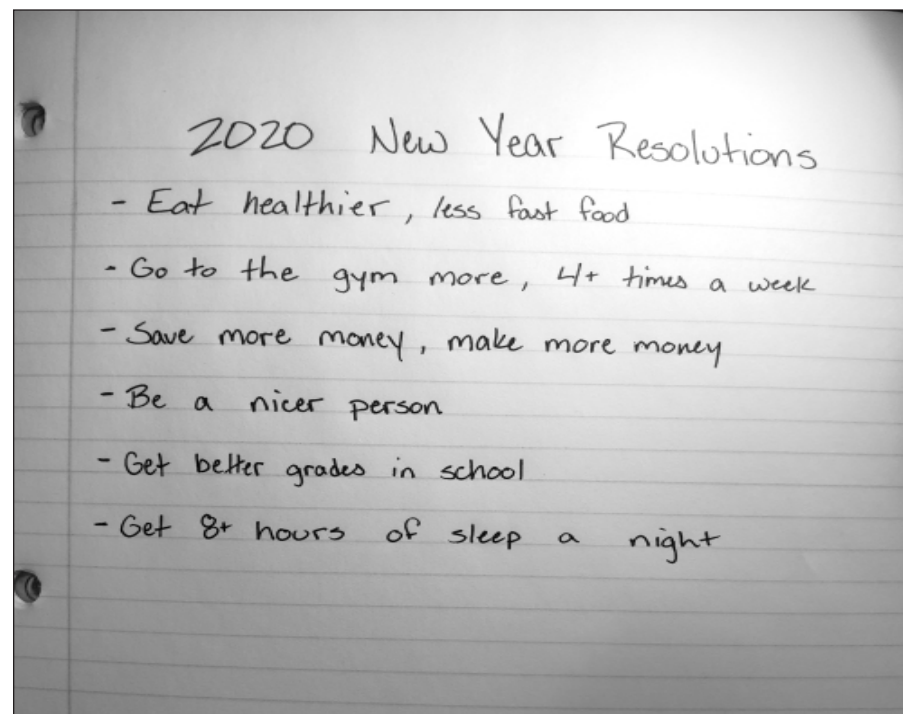 2020 New Year Resolutions
- Eat healthier, less fast food
- Go to the gym more, 4+ times a week
- Save more money, make more money
- Be a nicer person
- Get better grades in school
- Get 8+ hours of sleep a night